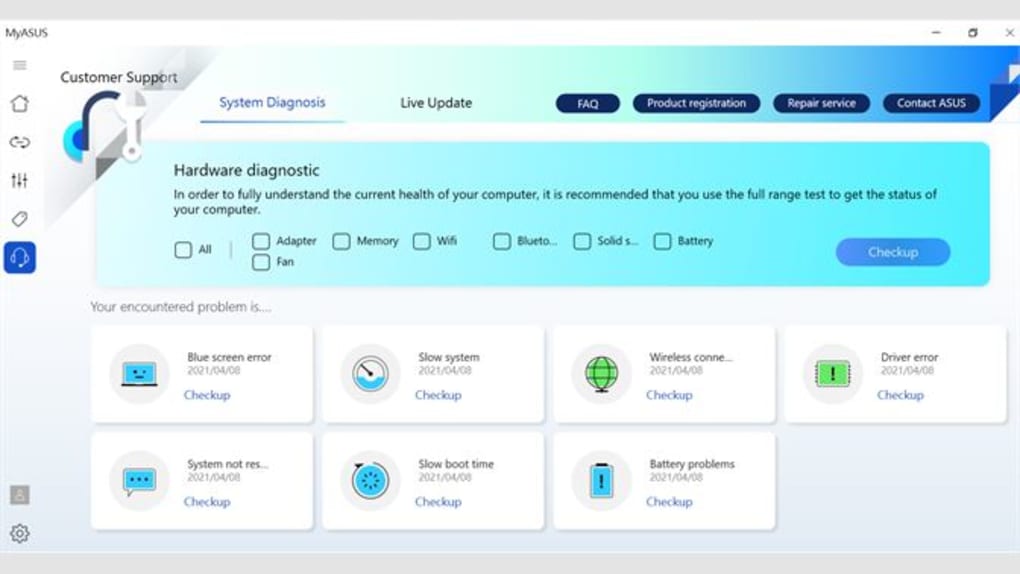 MyASUS
Customer Support
System Diagnosis
Live Update
FAQ
Product registration
Repair service
Contact ASUS
Hardware diagnostic
In order to fully understand the current health of your computer, it is recommended that you use the full range test to get the status of
your computer.
All
Adapter
Memory
Wifi
Blueto...
Solid s...
Battery
Fan
Checkup
Your encountered problem is....
Blue screen error
2021/04/08
Checkup
Slow system
2021/04/08
Checkup
Wireless conne...
2021/04/08
Checkup
Driver error
2021/04/08
Checkup
System not res...
2021/04/08
Checkup
Slow boot time
2021/04/08
Checkup
Battery problems
2021/04/08
Checkup